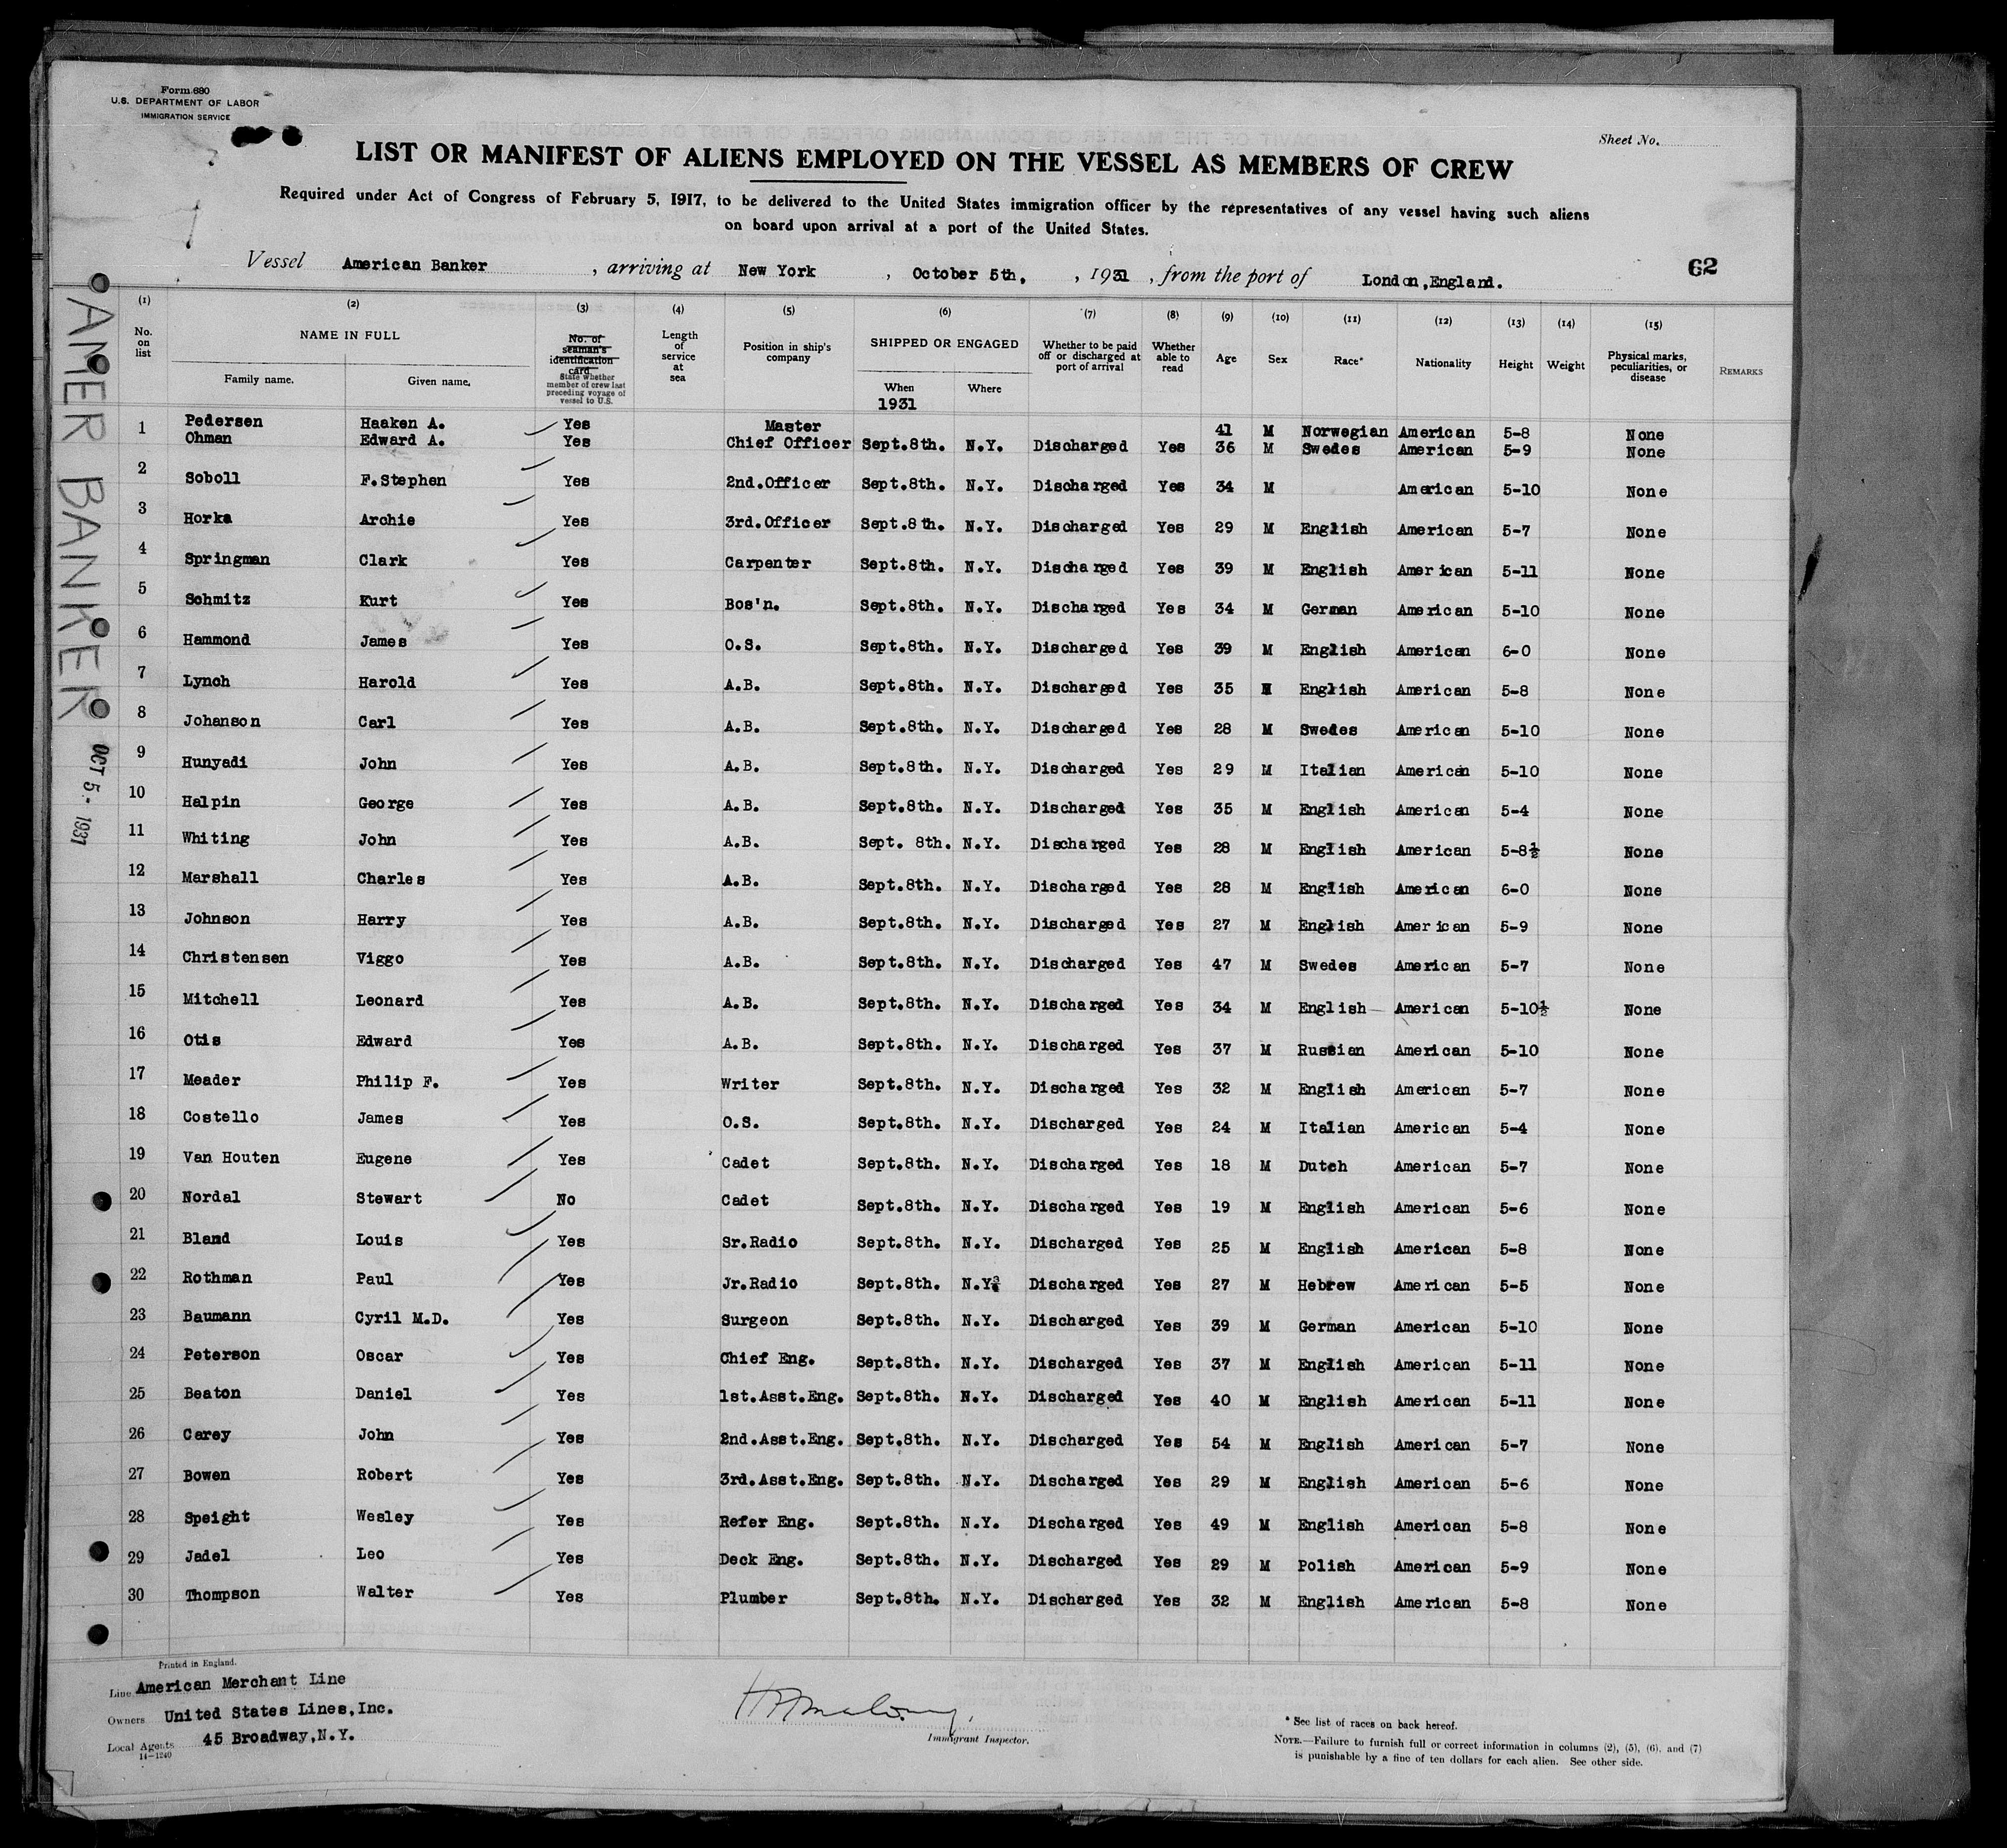 Form 680
U.S. DEPARTMENT OF LABOR
IMMIGRATION SERVICE
Sheet No.
LIST OR MANIFEST OF ALIENS EMPLOYED ON THE VESSEL AS MEMBERS OF CREW
Required under Act of Congress of February 5, 1917, to be delivered to the United States immigration officer by the representatives of any vessel having such aliens
on board upon arrival at a port of the United States.
Vessel American Banker, arriving at New York, October 5th, , 1931, from the port of London,England.
62
AMER BANKER OCT 5 - 1931
(1) No. on list (2) NAME IN FULL Family name. Given name. (3) No. of seaman's identification card State whether member of crew last preceding voyage of vessel to U.S. (4) Length of service at sea (5) Position in ship's company (6) SHIPPED OR ENGAGED When 1931 Where (7) Whether to be paid off or discharged at port of arrival (8) Whether able to read (9) Age (10) Sex (11) Race* (12) Nationality (13) Height (14) Weight (15) Physical marks, peculiarities, or disease REMARKS
Pedersen Haaken A. Yes Master 41 M Norwegian American 5-8 None
1 Ohman Edward A. Yes Chief Officer Sept.8th. N.Y. Discharged Yes 36 M Swedes American 5-9 None
2 Soboll F.Stephen Yes 2nd.Officer Sept.8th. N.Y. Discharged Yes 34 M American 5-10 None
3 Horka Archie Yes 3rd.Officer Sept.8th. N.Y. Discharged Yes 29 M English American 5-7 None
4 Springman Clark Yes Carpenter Sept.8th. N.Y. Discharged Yes 39 M English American 5-11 None
5 Schmitz Kurt Yes Bos'n. Sept.8th. N.Y. Discharged Yes 34 M German American 5-10 None
6 Hammond James Yes O.S. Sept.8th. N.Y. Discharged Yes 39 M English American 6-0 None
7 Lynch Harold Yes A.B. Sept.8th. N.Y. Discharged Yes 35 M English American 5-8 None
8 Johanson Carl Yes A.B. Sept.8th. N.Y. Discharged Yes 28 M Swedes American 5-10 None
9 Hunyadi John Yes A.B. Sept.8th. N.Y. Discharged Yes 29 M Italian American 5-10 None
10 Halpin George Yes A.B. Sept.8th. N.Y. Discharged Yes 35 M English American 5-4 None
11 Whiting John Yes A.B. Sept. 8th. N.Y. Discharged Yes 28 M English American 5-8½ None
12 Marshall Charles Yes A.B. Sept.8th. N.Y. Discharged Yes 28 M English American 6-0 None
13 Johnson Harry Yes A.B. Sept.8th. N.Y. Discharged Yes 27 M English American 5-9 None
14 Christensen Viggo Yes A.B. Sept.8th. N.Y. Discharged Yes 47 M Swedes American 5-7 None
15 Mitchell Leonard Yes A.B. Sept.8th. N.Y. Discharged Yes 34 M English American 5-10½ None
16 Otis Edward Yes A.B. Sept.8th. N.Y. Discharged Yes 37 M Russian American 5-10 None
17 Meader Philip F. Yes Writer Sept.8th. N.Y. Discharged Yes 32 M English American 5-7 None
18 Costello James Yes O.S. Sept.8th. N.Y. Discharged Yes 24 M Italian American 5-4 None
19 Van Houten Eugene Yes Cadet Sept.8th. N.Y. Discharged Yes 18 M Dutch American 5-7 None
20 Nordal Stewart No Cadet Sept.8th. N.Y. Discharged Yes 19 M English American 5-6 None
21 Bland Louis Yes Sr.Radio Sept.8th. N.Y. Discharged Yes 25 M English American 5-8 None
22 Rothman Paul Yes Jr.Radio Sept.8th. N.Y. Discharged Yes 27 M Hebrew American 5-5 None
23 Baumann Cyril M.D. Yes Surgeon Sept.8th. N.Y. Discharged Yes 39 M German American 5-10 None
24 Peterson Oscar Yes Chief Eng. Sept.8th. N.Y. Discharged Yes 37 M English American 5-11 None
25 Beaton Daniel Yes 1st.Asst.Eng. Sept.8th. N.Y. Discharged Yes 40 M English American 5-11 None
26 Carey John Yes 2nd.Asst.Eng. Sept.8th. N.Y. Discharged Yes 54 M English American 5-7 None
27 Bowen Robert Yes 3rd.Asst.Eng. Sept.8th. N.Y. Discharged Yes 29 M English American 5-6 None
28 Speight Wesley Yes Refer Eng. Sept.8th. N.Y. Discharged Yes 49 M English American 5-8 None
29 Jadel Leo Yes Deck Eng. Sept.8th. N.Y. Discharged Yes 29 M Polish American 5-9 None
30 Thompson Walter Yes Plumber Sept.8th. N.Y. Discharged Yes 32 M English American 5-8 None
Printed in England.
Line American Merchant Line
Owners United States Lines,Inc.
Local Agents 45 Broadway,N.Y.
14-1240
Immigrant Inspector.
* See list of races on back hereof.
NOTE.—Failure to furnish full or correct information in columns (2), (5), (6), and (7)
is punishable by a fine of ten dollars for each alien. See other side.